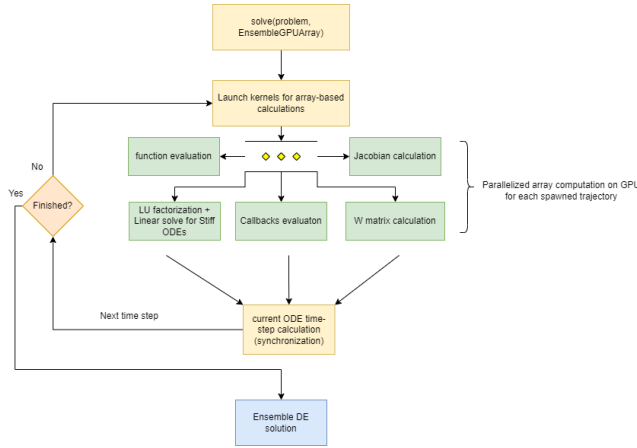 solve(problem,
EnsembleGPUArray)
Launch kernels for array-based
calculations
No
function evaluation
Jacobian calculation
Parallelized array computation on GPU
for each spawned trajectory
Yes
Finished?
LU factorization +
Linear solve for Stiff
ODEs
Callbacks evaluaton
W matrix calculation
Next time step
current ODE time-
step calculation
(synchronization)
Ensemble DE
solution